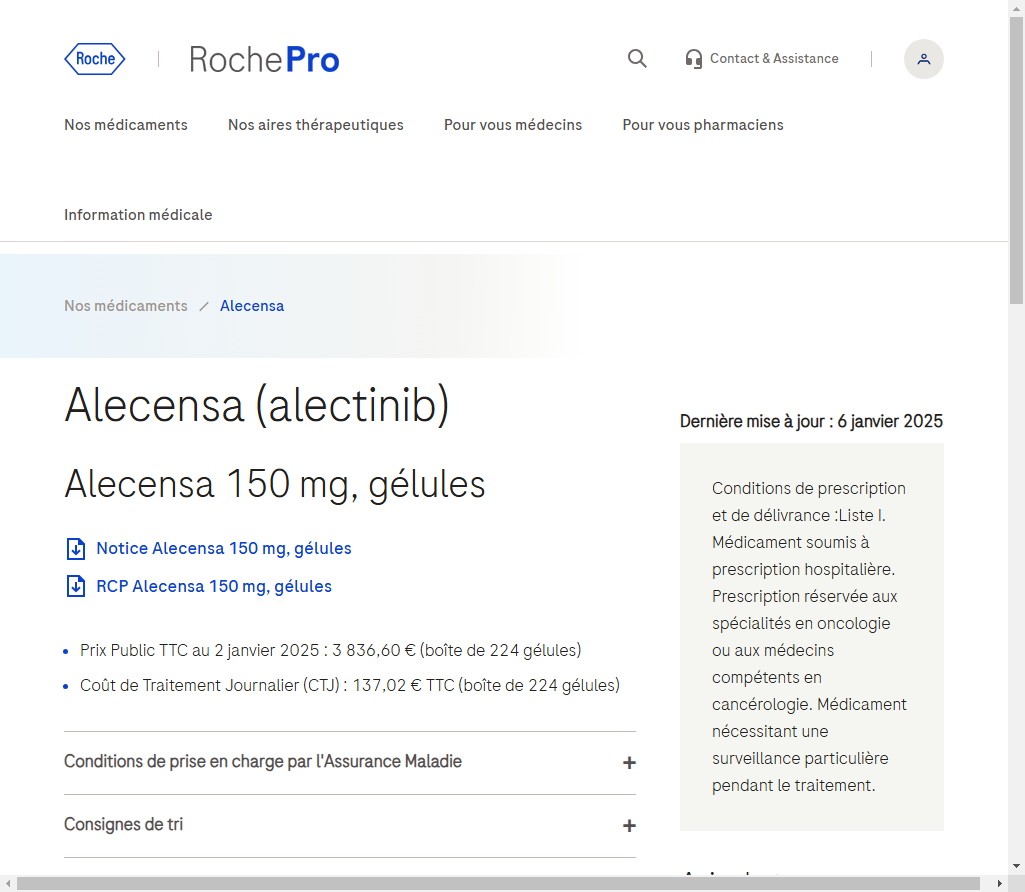 Roche
RochePro
Contact & Assistance
Nos médicaments
Nos aires thérapeutiques
Pour vous médecins
Pour vous pharmaciens
Information médicale
Nos médicaments / Alecensa
Alecensa (alectinib)
Alecensa 150 mg, gélules
Notice Alecensa 150 mg, gélules
RCP Alecensa 150 mg, gélules
• Prix Public TTC au 2 janvier 2025 : 3 836,60 € (boîte de 224 gélules)
• Coût de Traitement Journalier (CTJ) : 137,02 € TTC (boîte de 224 gélules)
Conditions de prise en charge par l'Assurance Maladie +
Consignes de tri +
Dernière mise à jour : 6 janvier 2025
Conditions de prescription
et de délivrance :Liste I.
Médicament soumis à
prescription hospitalière.
Prescription réservée aux
spécialités en oncologie
ou aux médecins
compétents en
cancérologie. Médicament
nécessitant une
surveillance particulière
pendant le traitement.